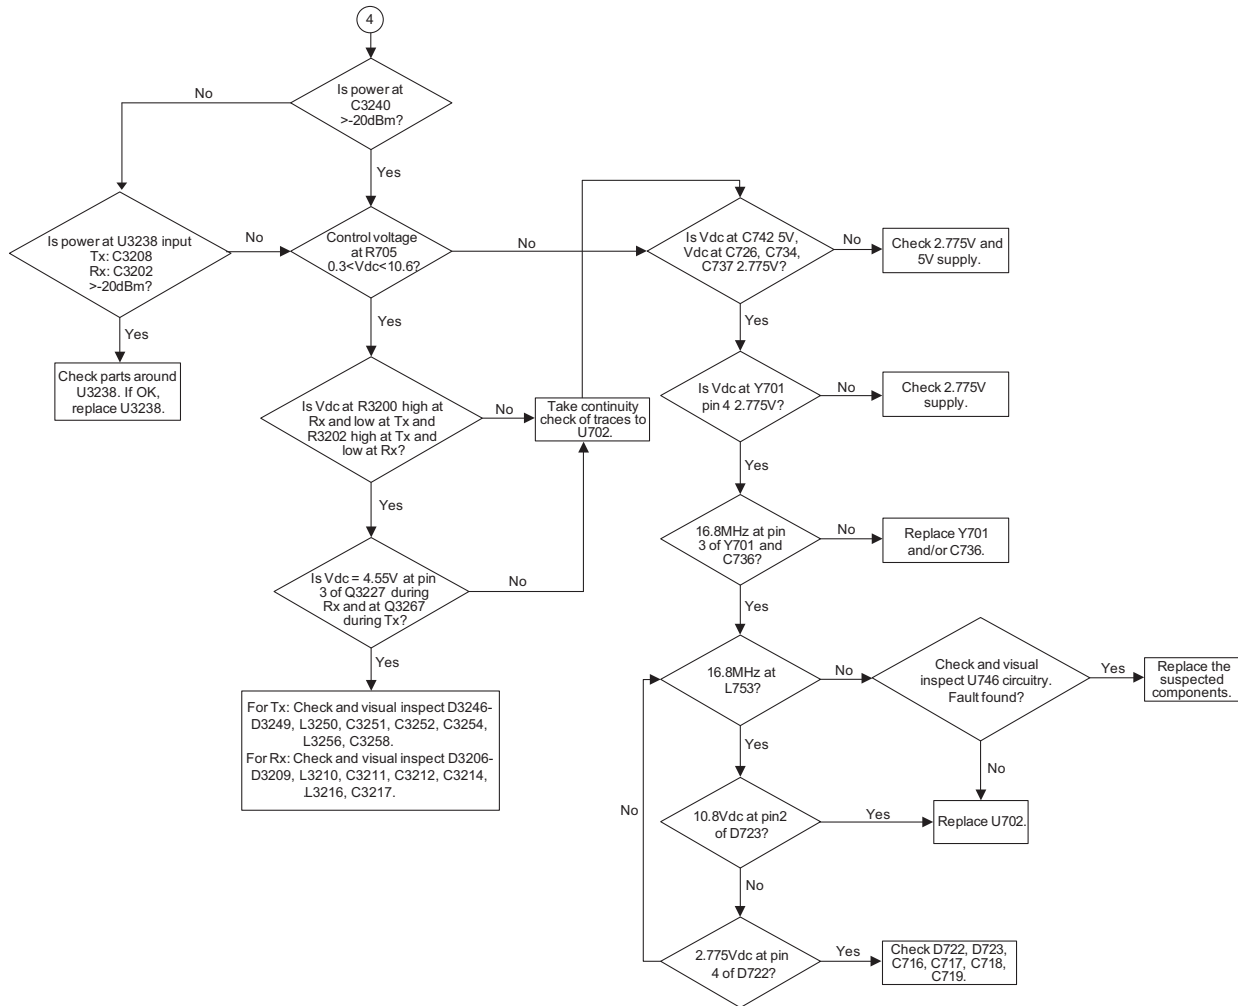 4
Is power at
C3240
>-20dBm?
No
Yes
Is power at U3238 input
Tx: C3208
Rx: C3202
>-20dBm?
No
Yes
Check parts around
U3238. If OK,
replace U3238.
Control voltage
at R705
0.3<Vdc<10.6?
No
Yes
Is Vdc at R3200 high at
Rx and low at Tx and
R3202 high at Tx and
low at Rx?
No
Yes
Take continuity
check of traces to
U702.
Is Vdc = 4.55V at pin
3 of Q3227 during
Rx and at Q3267
during Tx?
No
Yes
For Tx: Check and visual inspect D3246-
D3249, L3250, C3251, C3252, C3254,
L3256, C3258.
For Rx: Check and visual inspect D3206-
D3209, L3210, C3211, C3212, C3214,
L3216, C3217.
Is Vdc at C742 5V,
Vdc at C726, C734,
C737 2.775V?
No
Check 2.775V and
5V supply.
Yes
Is Vdc at Y701
pin 4 2.775V?
No
Check 2.775V
supply.
Yes
16.8MHz at pin
3 of Y701 and
C736?
No
Replace Y701
and/or C736.
Yes
16.8MHz at
L753?
No
Check and visual
inspect U746 circuitry.
Fault found?
Yes
Replace the
suspected
components.
No
Yes
10.8Vdc at pin2
of D723?
Yes
Replace U702.
No
2.775Vdc at pin
4 of D722?
Yes
Check D722, D723,
C716, C717, C718,
C719.
No